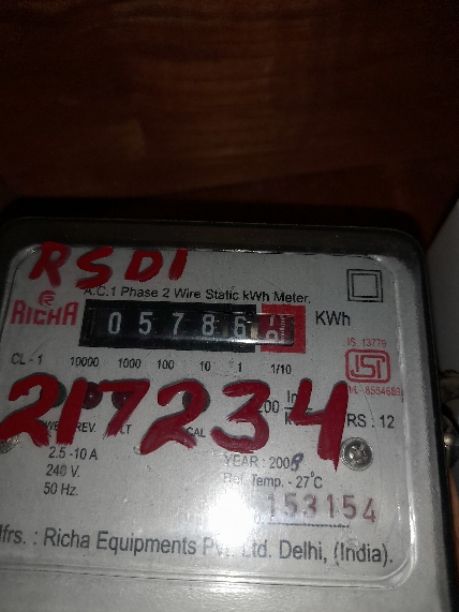 RSDI
A.C.1 Phase 2 Wire Static kWh Meter.
RICHA
05786
KWh
IS 13779
CL - 1 10000 1000 100 10 1 1/10
ISI
217234
RS : 12
2.5 -10 A
240 V.
50 Hz.
YEAR : 2008
Ref. Temp. - 27°C
153154
Mfrs. : Richa Equipments Pvt. Ltd. Delhi, (India).